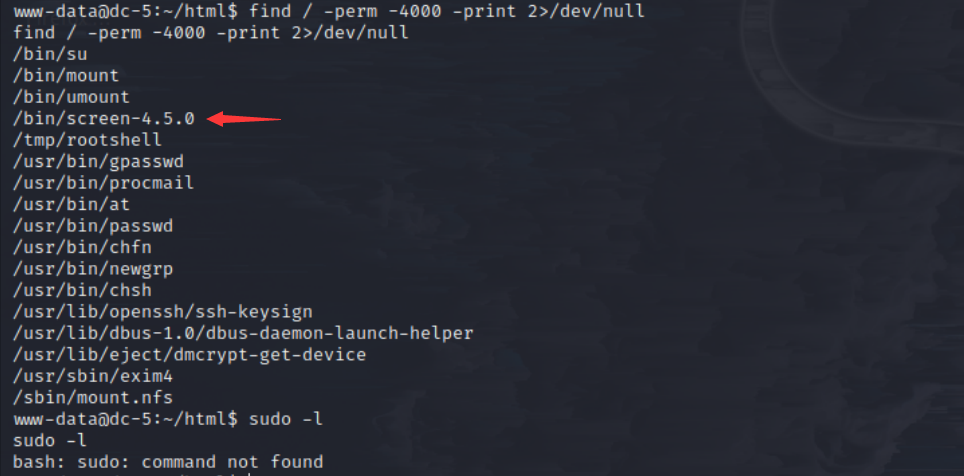 www-data@dc-5:~/html$ find / -perm -4000 -print 2>/dev/null
find / -perm -4000 -print 2>/dev/null
/bin/su
/bin/mount
/bin/umount
/bin/screen-4.5.0
/tmp/rootshell
/usr/bin/gpasswd
/usr/bin/procmail
/usr/bin/at
/usr/bin/passwd
/usr/bin/chfn
/usr/bin/newgrp
/usr/bin/chsh
/usr/lib/openssh/ssh-keysign
/usr/lib/dbus-1.0/dbus-daemon-launch-helper
/usr/lib/eject/dmcrypt-get-device
/usr/sbin/exim4
/sbin/mount.nfs
www-data@dc-5:~/html$ sudo -l
sudo -l
bash: sudo: command not found